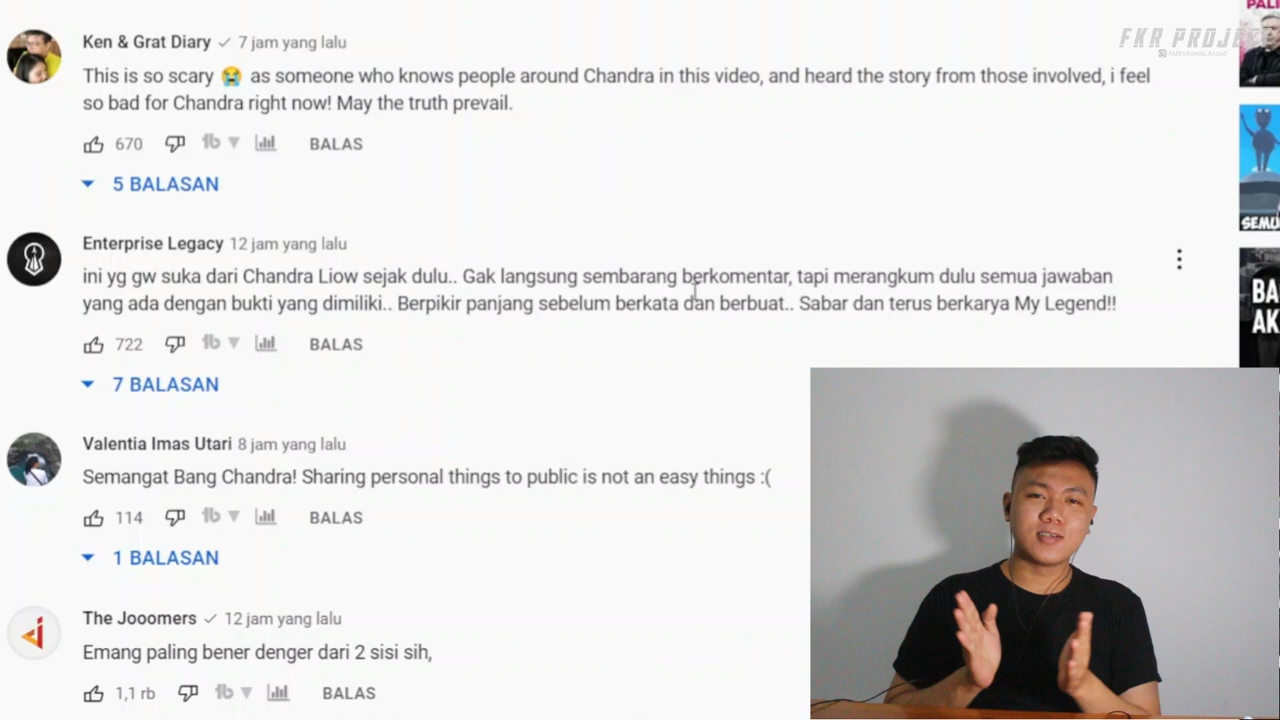 FKR PROJE
Ken & Grat Diary 7 jam yang lalu
This is so scary 😭 as someone who knows people around Chandra in this video, and heard the story from those involved, i feel
so bad for Chandra right now! May the truth prevail.
670 BALAS
5 BALASAN
Enterprise Legacy 12 jam yang lalu
ini yg gw suka dari Chandra Liow sejak dulu.. Gak langsung sembarang berkomentar, tapi merangkum dulu semua jawaban
yang ada dengan bukti yang dimiliki.. Berpikir panjang sebelum berkata dan berbuat.. Sabar dan terus berkarya My Legend!!
722 BALAS
7 BALASAN
Valentia Imas Utari 8 jam yang lalu
Semangat Bang Chandra! Sharing personal things to public is not an easy things :(
114 BALAS
1 BALASAN
The Jooomers 12 jam yang lalu
Emang paling bener denger dari 2 sisi sih,
1,1 rb BALAS
PALI
SEMU
BA
AK